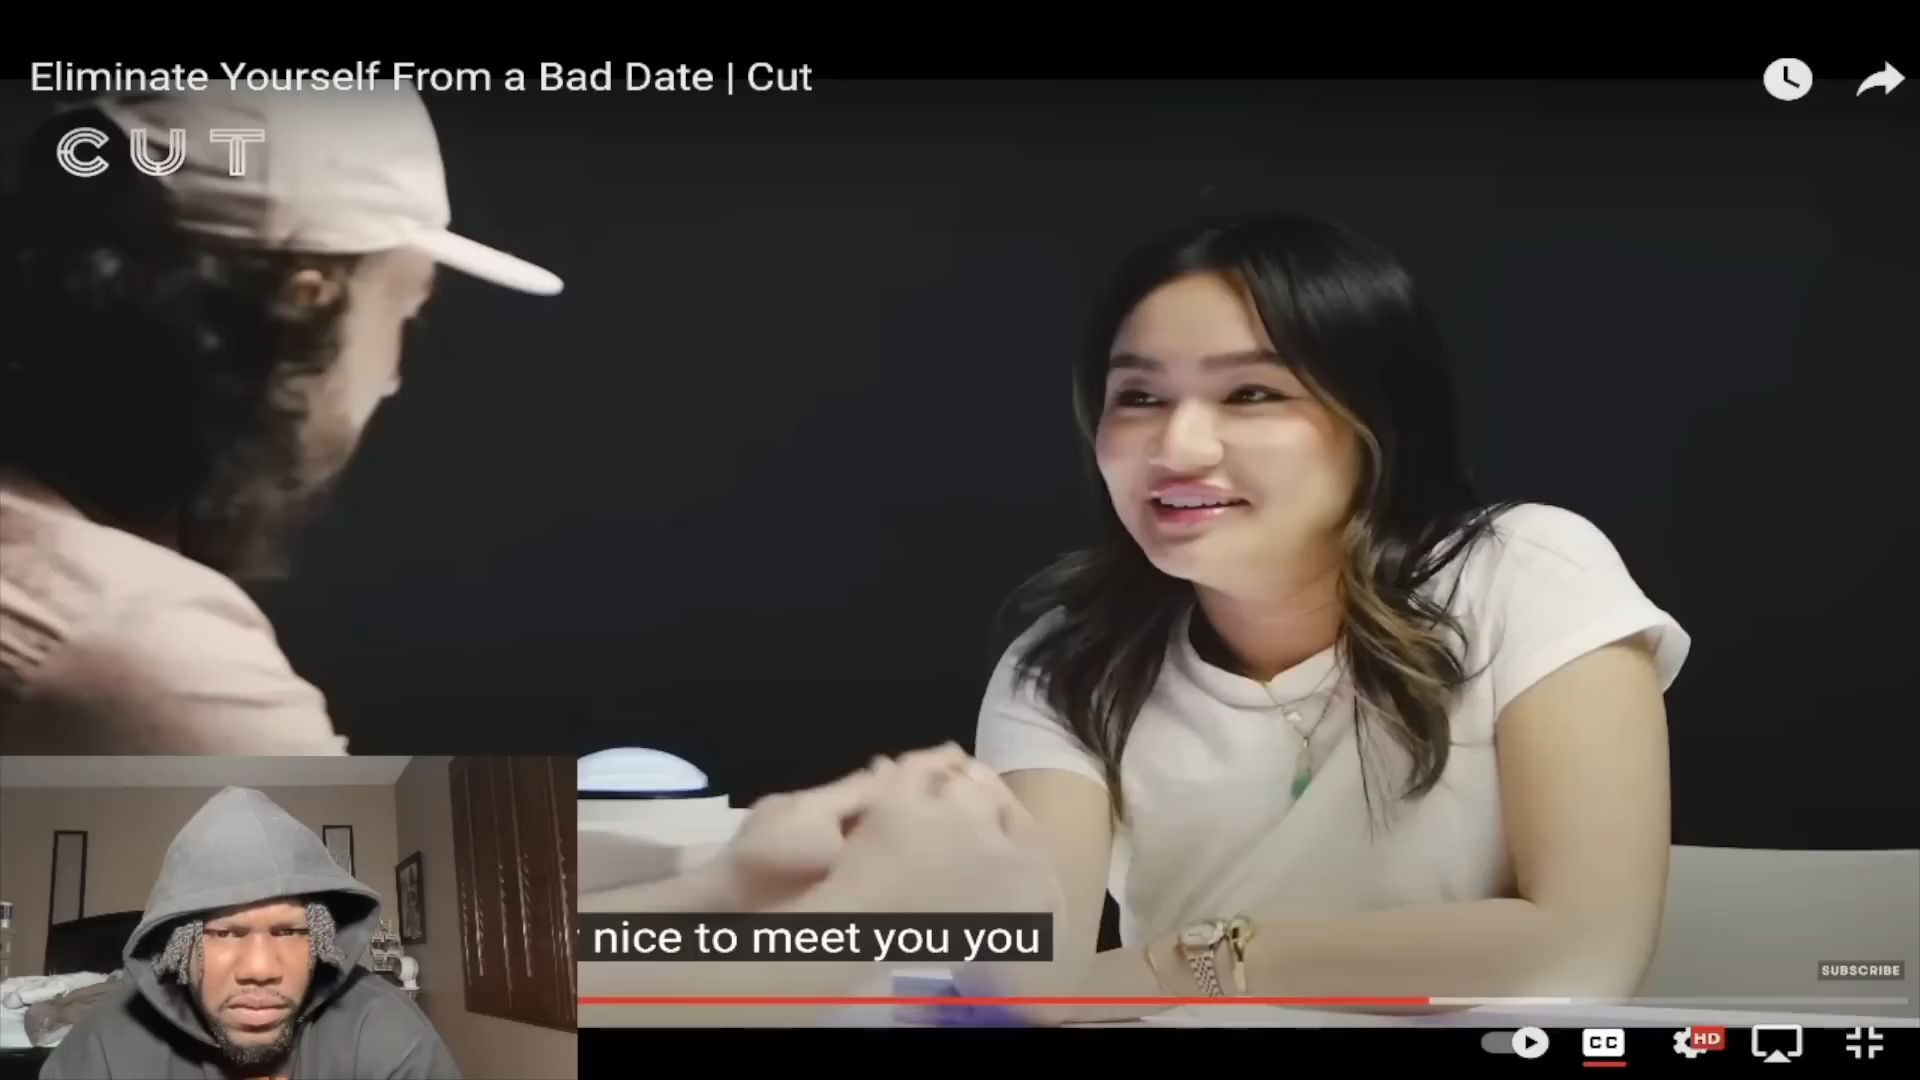 Eliminate Yourself From a Bad Date | Cut
CUT
nice to meet you you
SUBSCRIBE
CC
HD